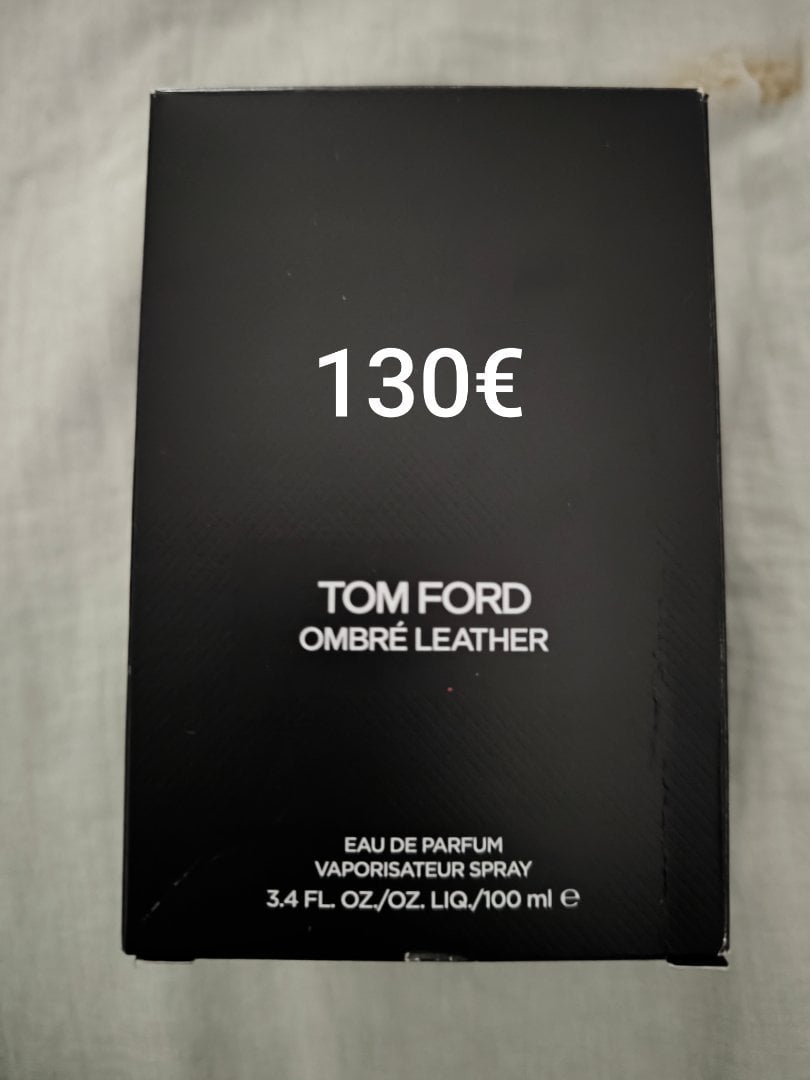 130€
TOM FORD
OMBRÉ LEATHER
EAU DE PARFUM
VAPORISATEUR SPRAY
3.4 FL. OZ./OZ. LIQ./100 ml ℮